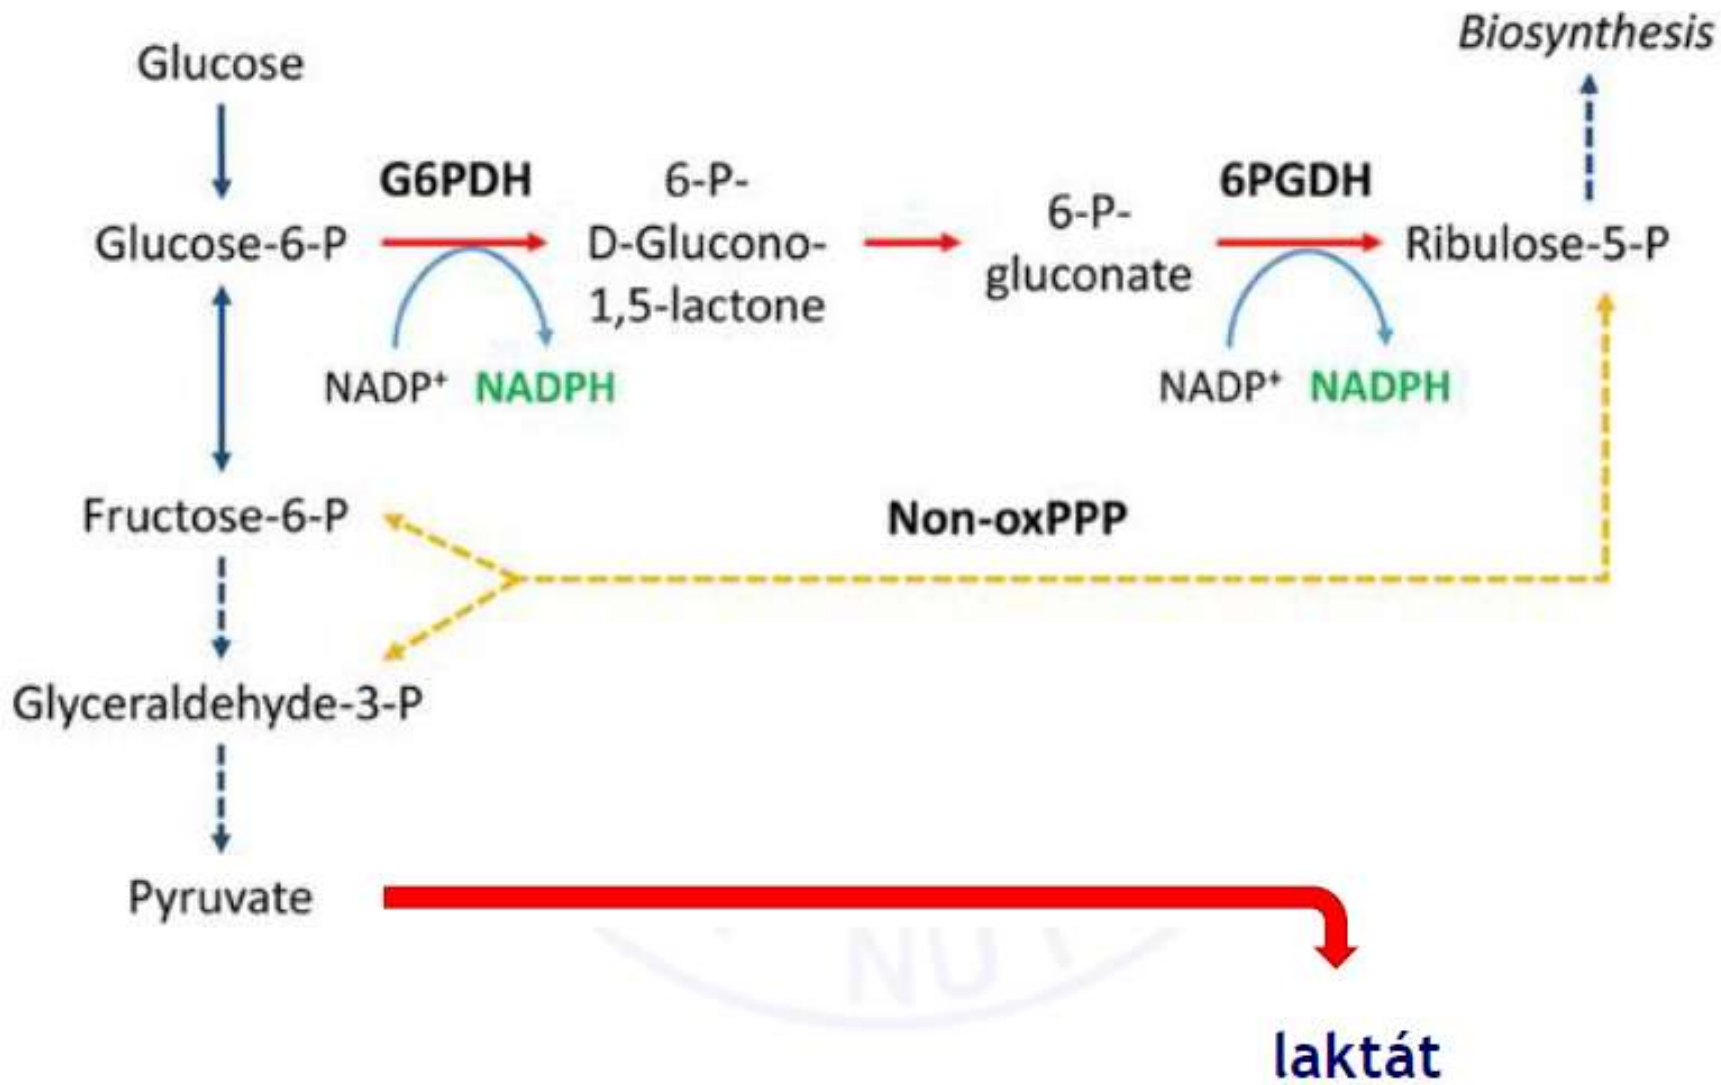 Biosynthesis
Glucose
G6PDH
6-P-
D-Glucono-
1,5-lactone
6-P-
gluconate
6PGDH
Glucose-6-P
Ribulose-5-P
NADP⁺ NADPH
NADP⁺ NADPH
Fructose-6-P
Non-oxPPP
Glyceraldehyde-3-P
Pyruvate
NU
laktát